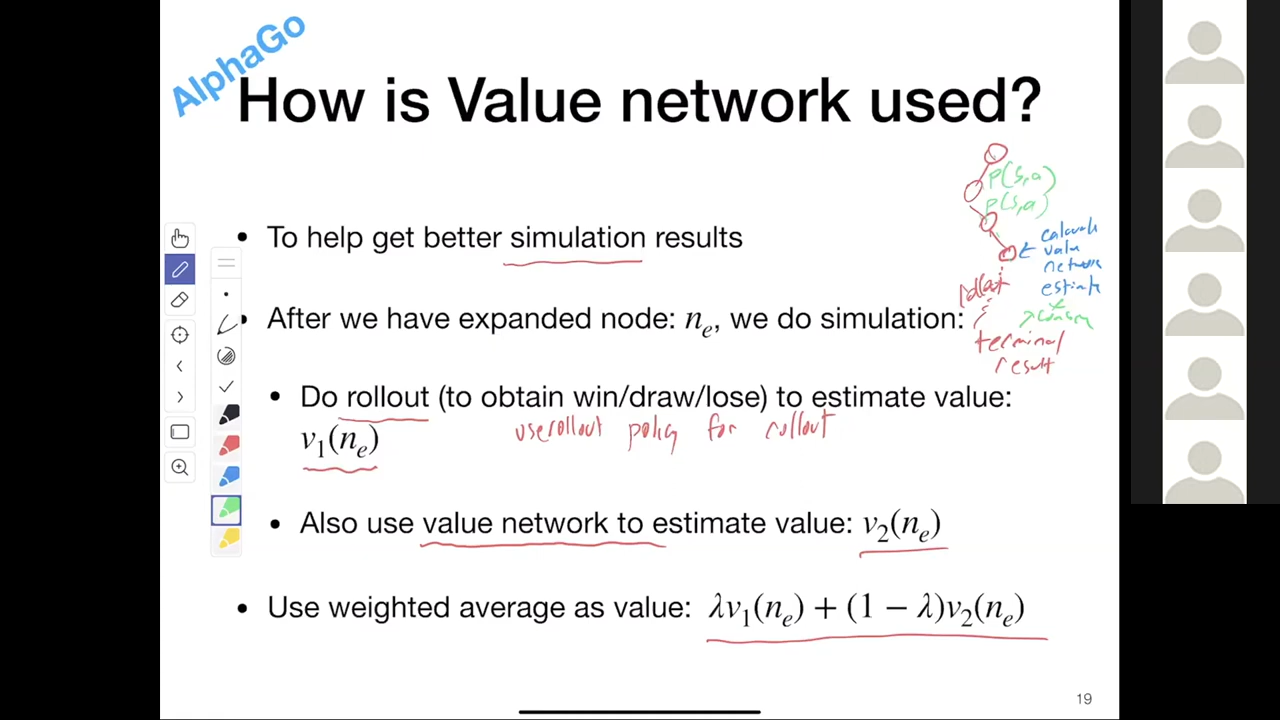 AlphaGo
How is Value network used?
P(s,a)
P(s,a)
• To help get better simulation results
value
network
• After we have expanded node: nₑ, we do simulation:
rollout
terminal
result
• Do rollout (to obtain win/draw/lose) to estimate value:
v₁(nₑ)
use rollout policy for rollout
• Also use value network to estimate value: v₂(nₑ)
• Use weighted average as value: λv₁(nₑ) + (1 − λ)v₂(nₑ)
19